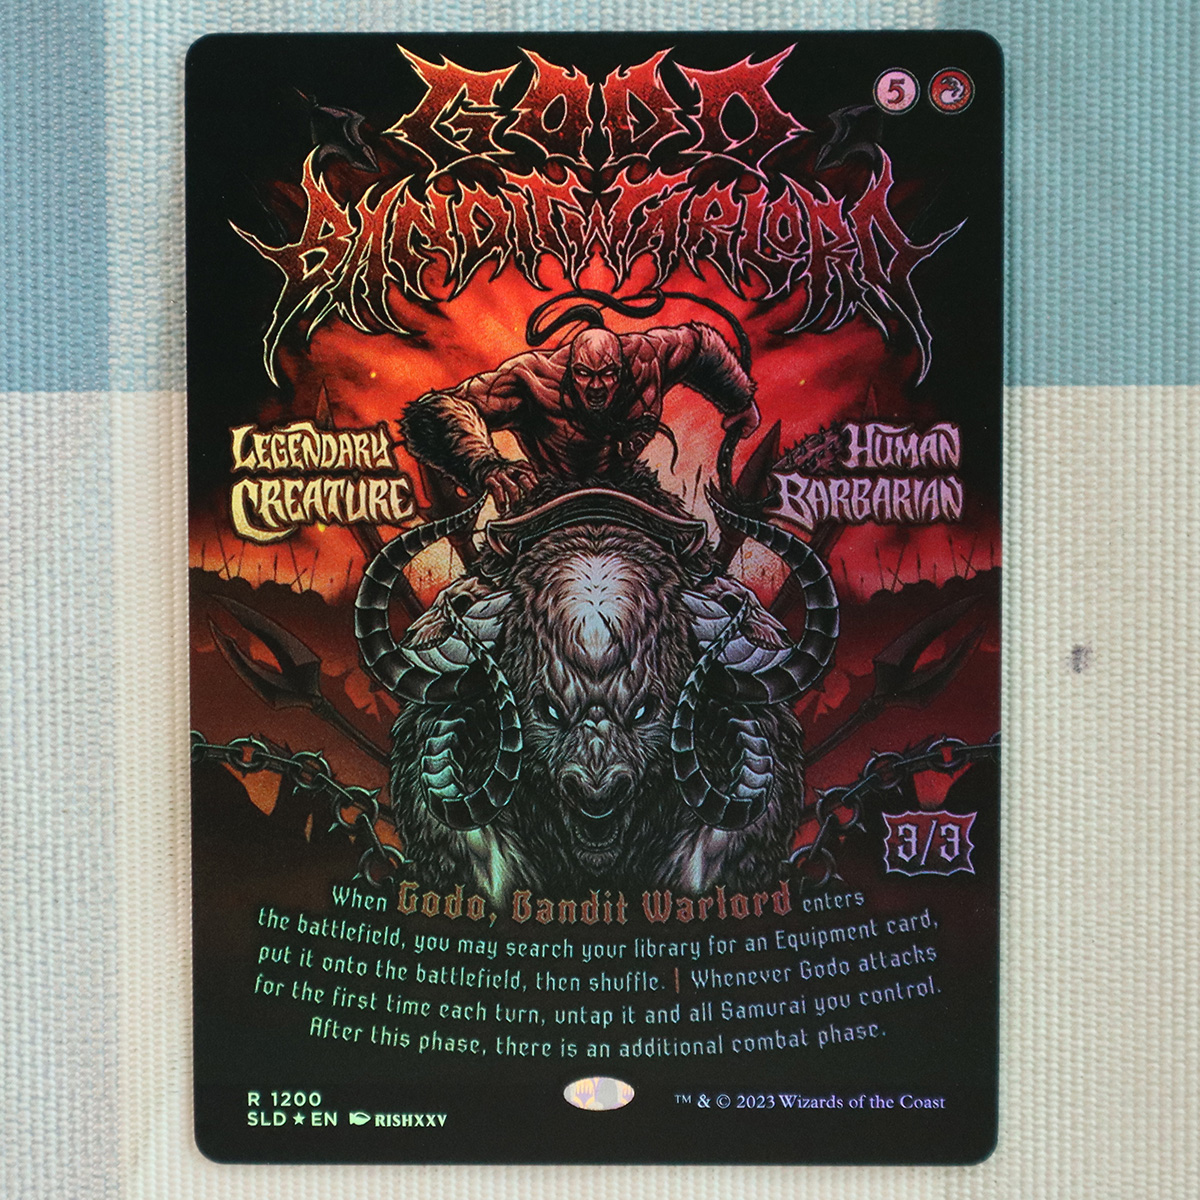 GODO
BANDIT WARLORD
5
LEGENDARY
CREATURE
HUMAN
BARBARIAN
3/3
When Godo, Bandit Warlord enters
the battlefield, you may search your library for an Equipment card,
put it onto the battlefield, then shuffle. | Whenever Godo attacks
for the first time each turn, untap it and all Samurai you control.
After this phase, there is an additional combat phase.
R 1200
SLD ★ EN RISHXXV
™ & © 2023 Wizards of the Coast